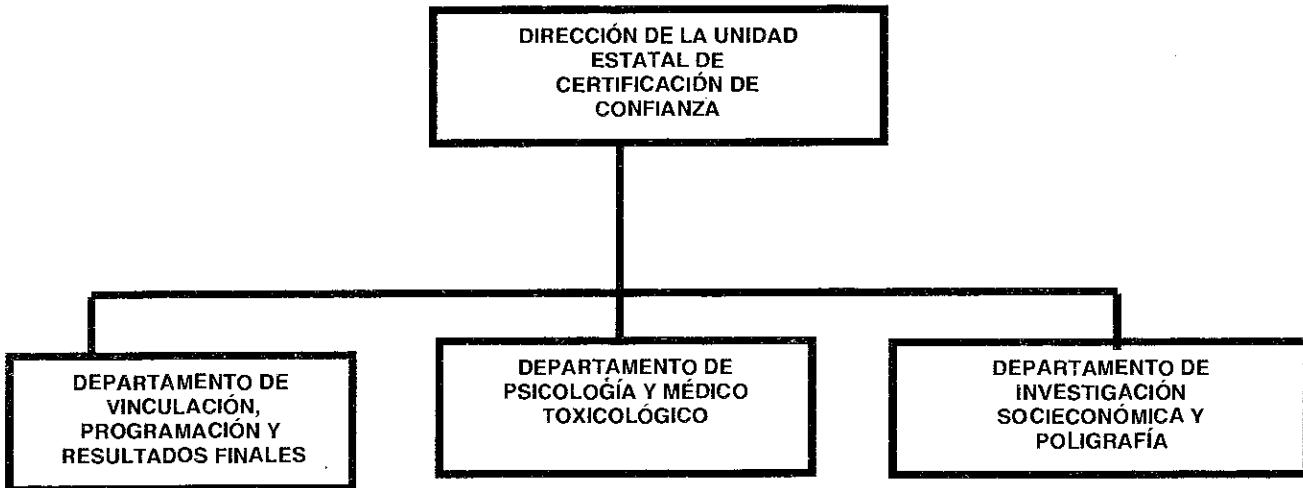 DIRECCIÓN DE LA UNIDAD
ESTATAL DE
CERTIFICACIÓN DE
CONFIANZA
DEPARTAMENTO DE
VINCULACIÓN,
PROGRAMACIÓN Y
RESULTADOS FINALES
DEPARTAMENTO DE
PSICOLOGÍA Y MÉDICO
TOXICOLÓGICO
DEPARTAMENTO DE
INVESTIGACIÓN
SOCIECONÓMICA Y
POLIGRAFÍA